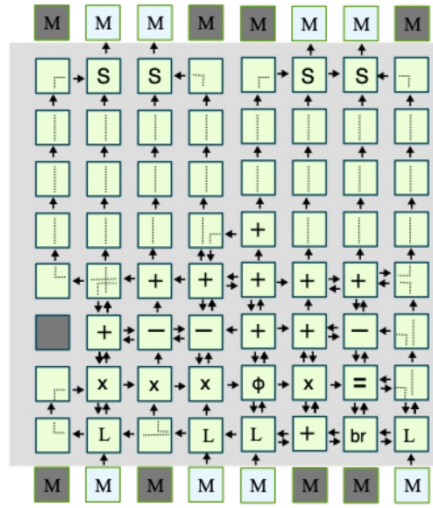 M M M M M M M M
S S S S
+
+ + + + +
+ − − + + −
x x x ϕ x =
L L L + br L
M M M M M M M M